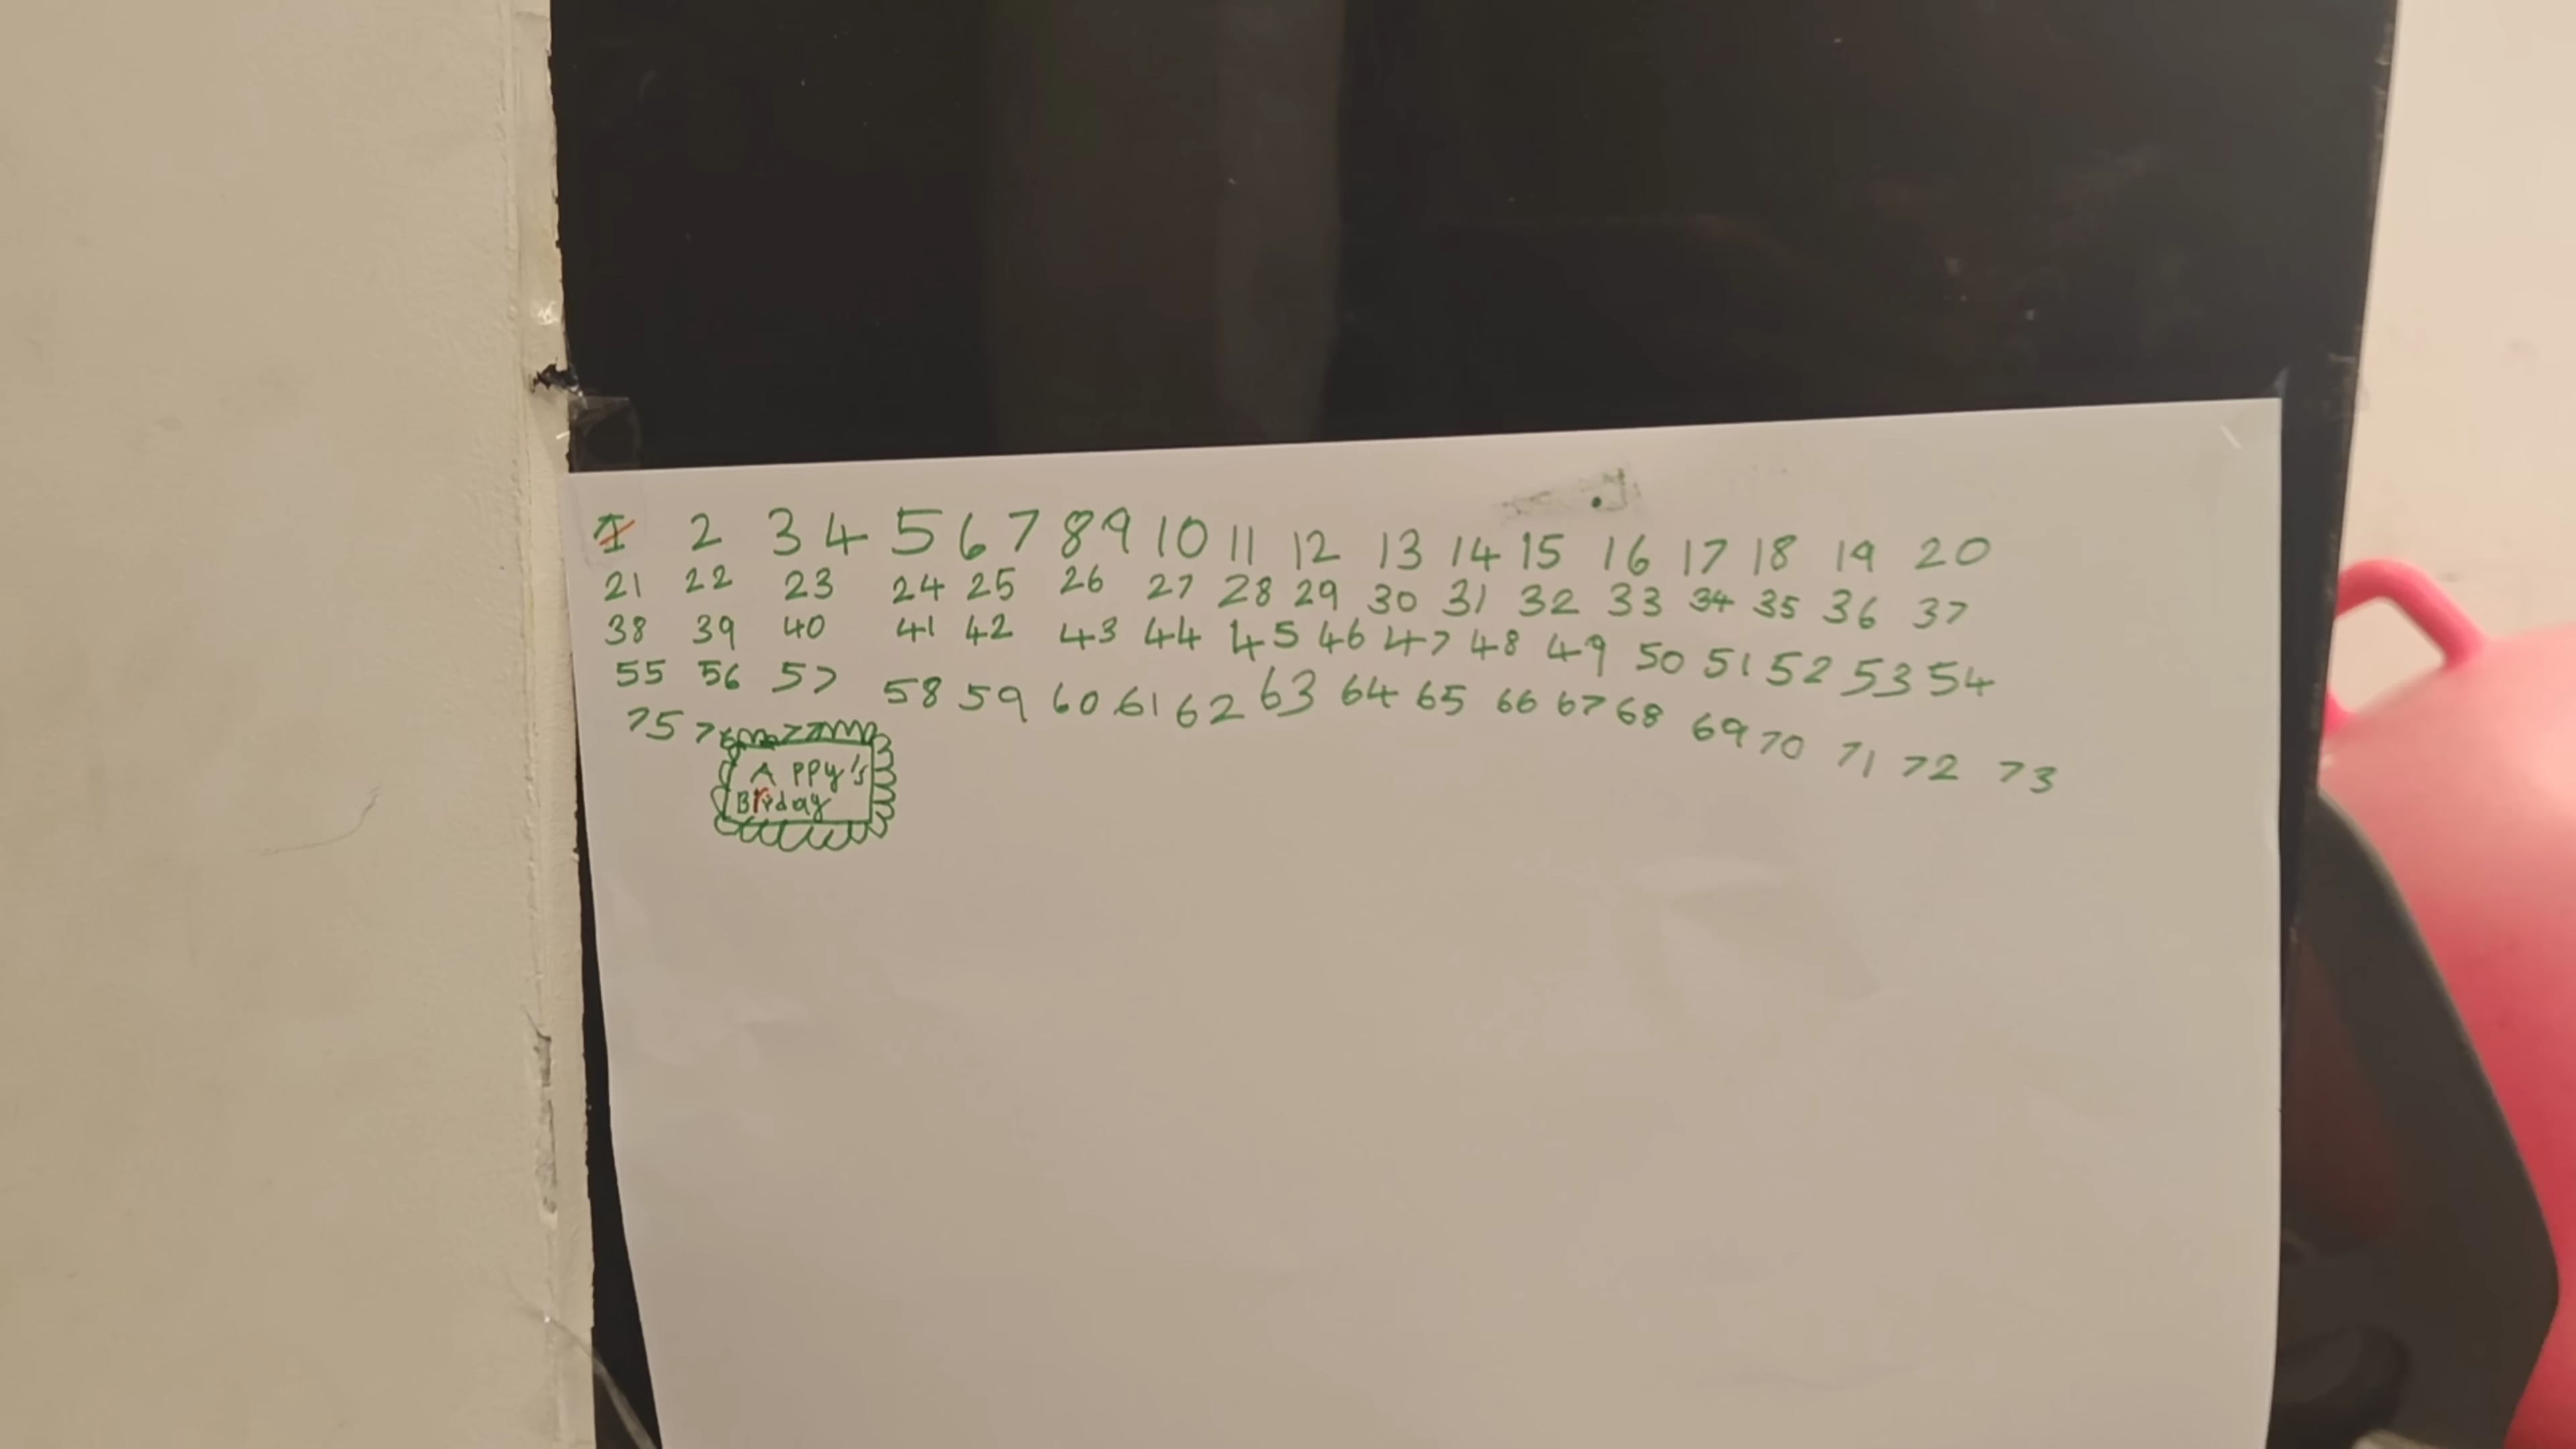 1 2 3 4 5 6 7 8 9 10 11 12 13 14 15 16 17 18 19 20
21 22 23 24 25 26 27 28 29 30 31 32 33 34 35 36 37
38 39 40 41 42 43 44 45 46 47 48 49 50 51 52 53 54
55 56 57 58 59 60 61 62 63 64 65 66 67 68 69 70 71 72 73
75 76 77
Appy's
Birday